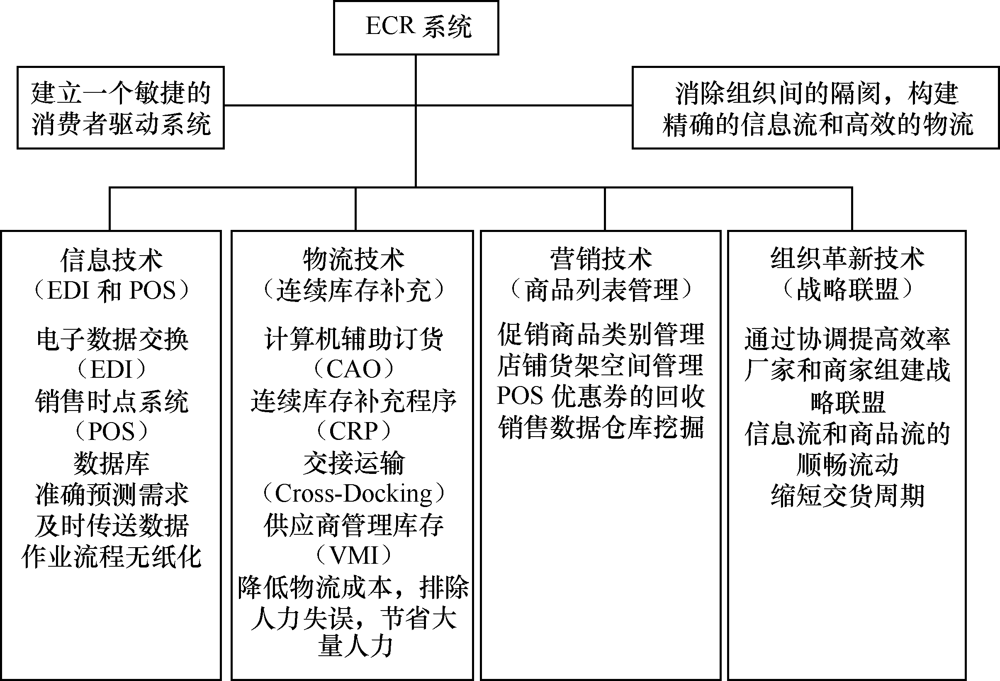 ECR 系统
建立一个敏捷的
消费者驱动系统
消除组织间的隔阂，构建
精确的信息流和高效的物流
信息技术
（EDI 和 POS）
电子数据交换
（EDI）
销售时点系统
（POS）
数据库
准确预测需求
及时传送数据
作业流程无纸化
物流技术
（连续库存补充）
计算机辅助订货
（CAO）
连续库存补充程序
（CRP）
交接运输
（Cross-Docking）
供应商管理库存
（VMI）
降低物流成本，排除
人力失误，节省大
量人力
营销技术
（商品列表管理）
促销商品类别管理
店铺货架空间管理
POS 优惠券的回收
销售数据仓库挖掘
组织革新技术
（战略联盟）
通过协调提高效率
厂家和商家组建战
略联盟
信息流和商品流的
顺畅流动
缩短交货周期